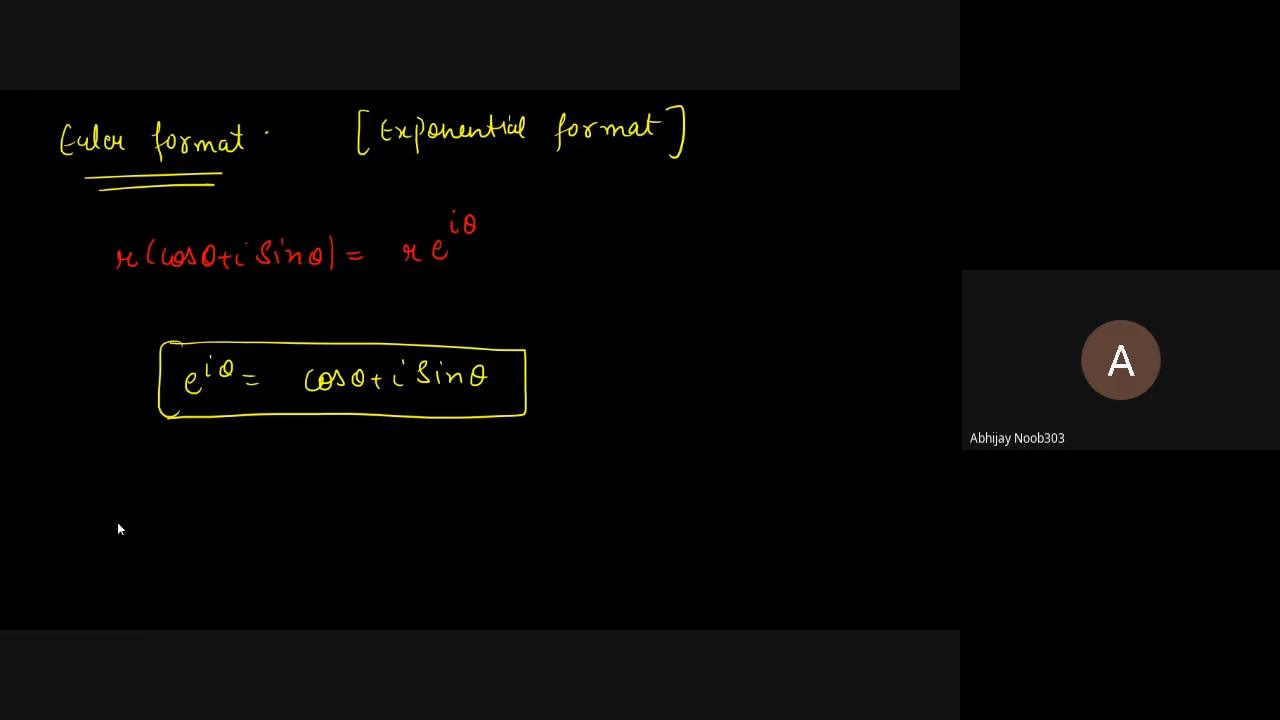 Euler format. [Exponential format]
r(cosθ+i Sinθ) = re^{iθ}
e^{iθ} = cosθ+i Sinθ
A
Abhijay Noob303